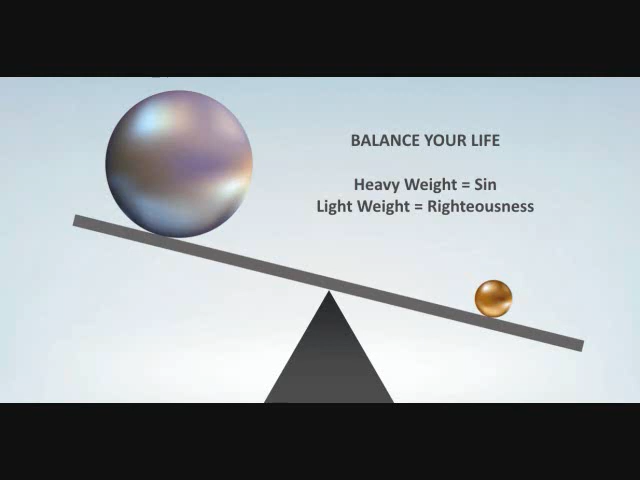 BALANCE YOUR LIFE
Heavy Weight = Sin
Light Weight = Righteousness